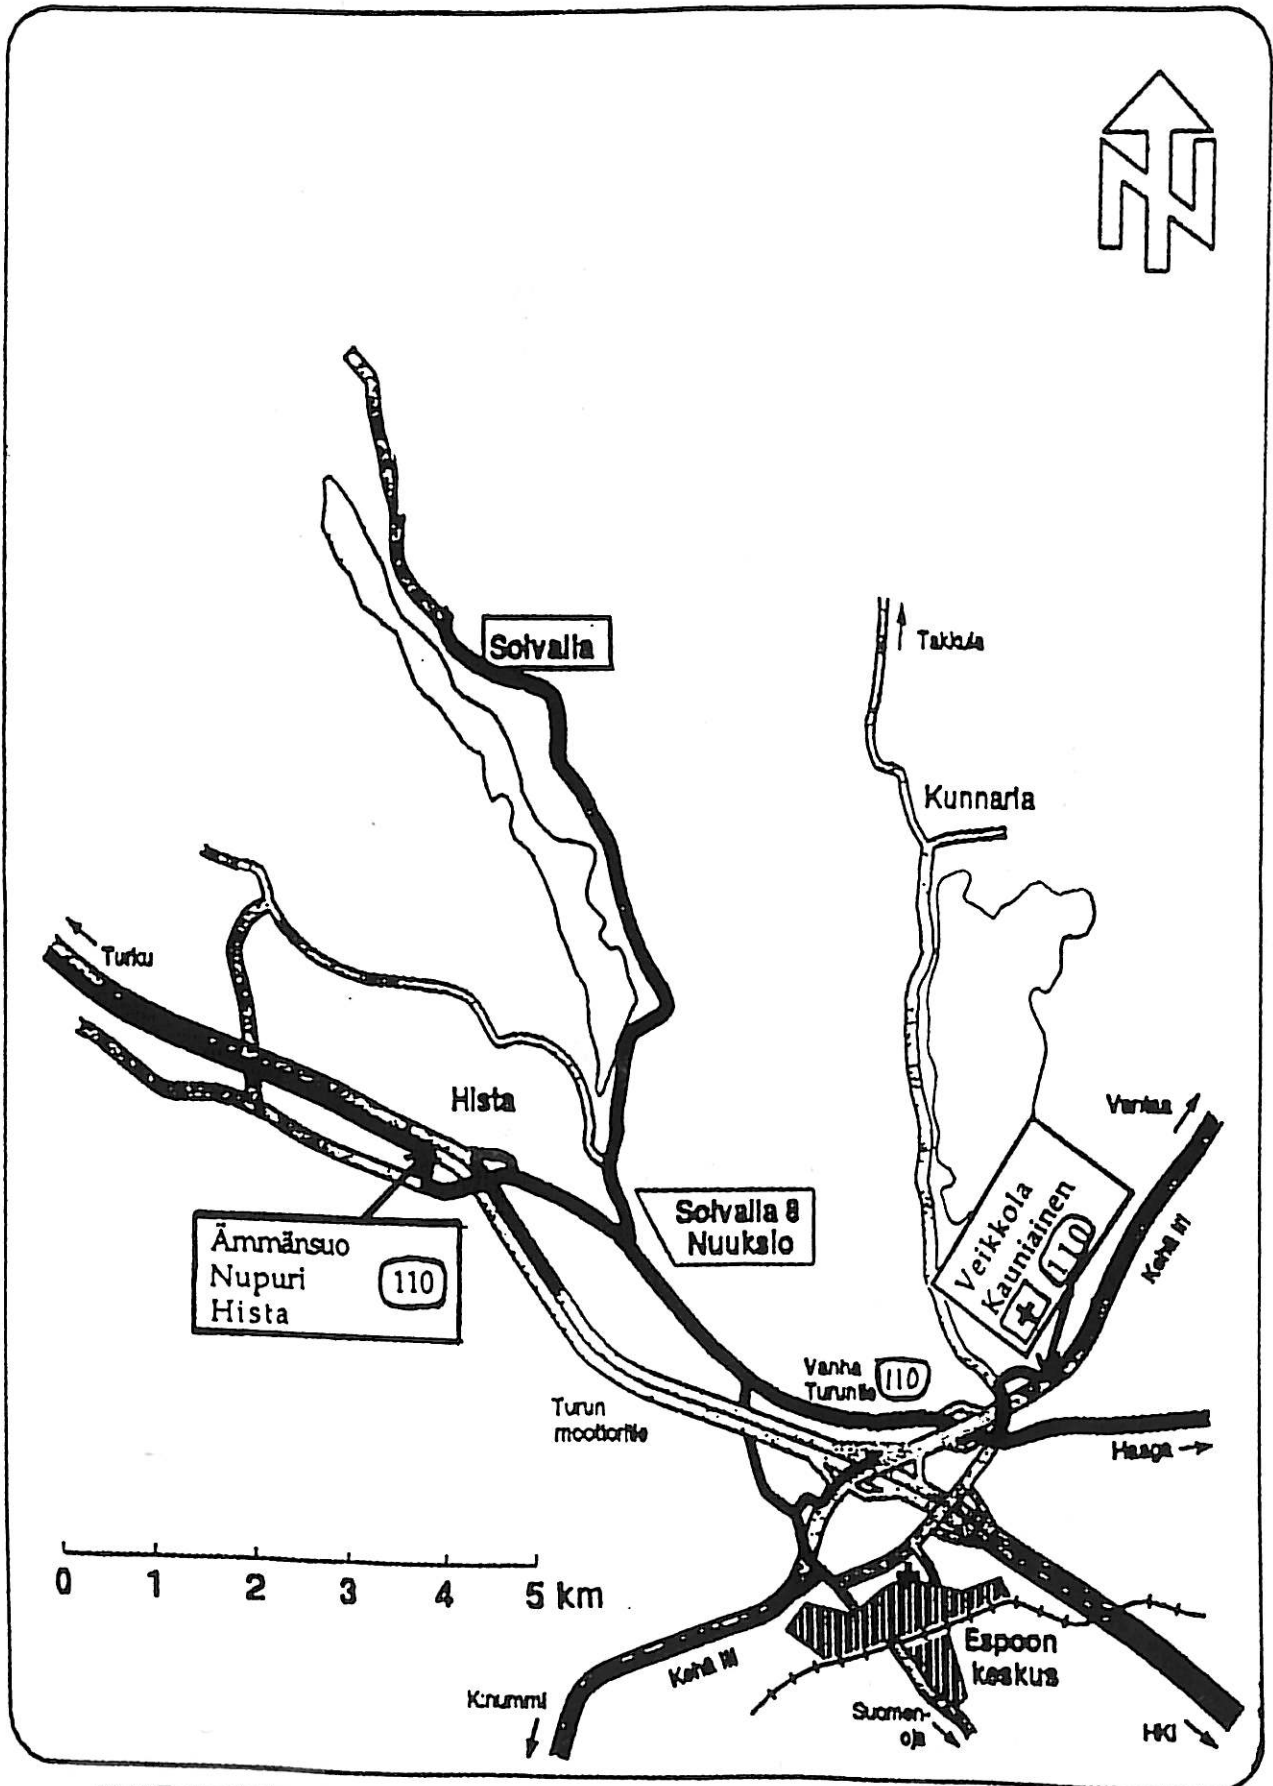 Solvalla
Takkula
Kunnarla
Turku
Hista
Vantaa
Kehä III
Veikkola
Kauniainen
110
Solvalla 8
Nuuksio
Ämmänsuo
Nupuri
Hista
110
Vanha
Turuntie
110
Turun
moottoritie
Haaga
0 1 2 3 4 5 km
Espoon
keskus
Kehä III
K:nummi
Suomen-
oja
HKI